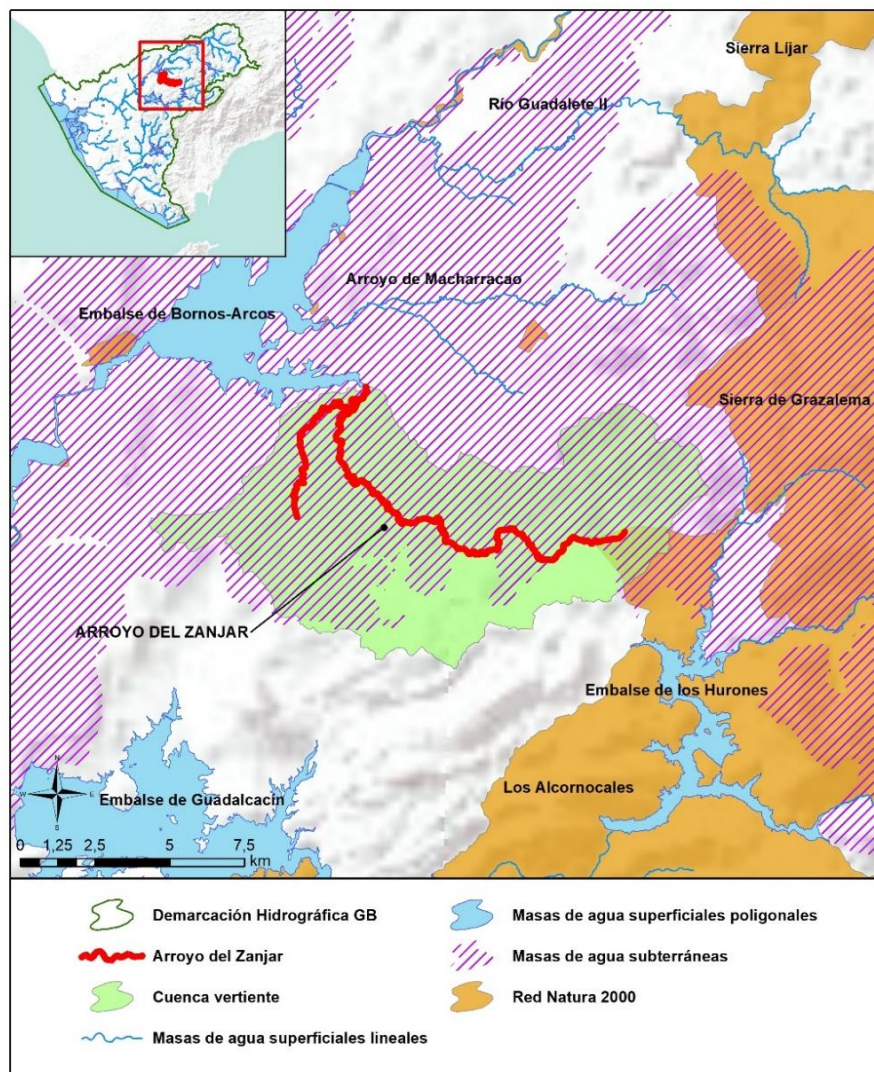 Sierra Líjar
Río Guadalete II
Arroyo de Macharracao
Embalse de Bornos-Arcos
Sierra de Grazalema
ARROYO DEL ZANJAR
Embalse de los Hurones
Los Alcornocales
Embalse de Guadalcacín
N
W
E
S
0 1,25 2,5 5 7,5
km
Demarcación Hidrográfica GB
Masas de agua superficiales poligonales
Arroyo del Zanjar
Masas de agua subterráneas
Cuenca vertiente
Red Natura 2000
Masas de agua superficiales lineales